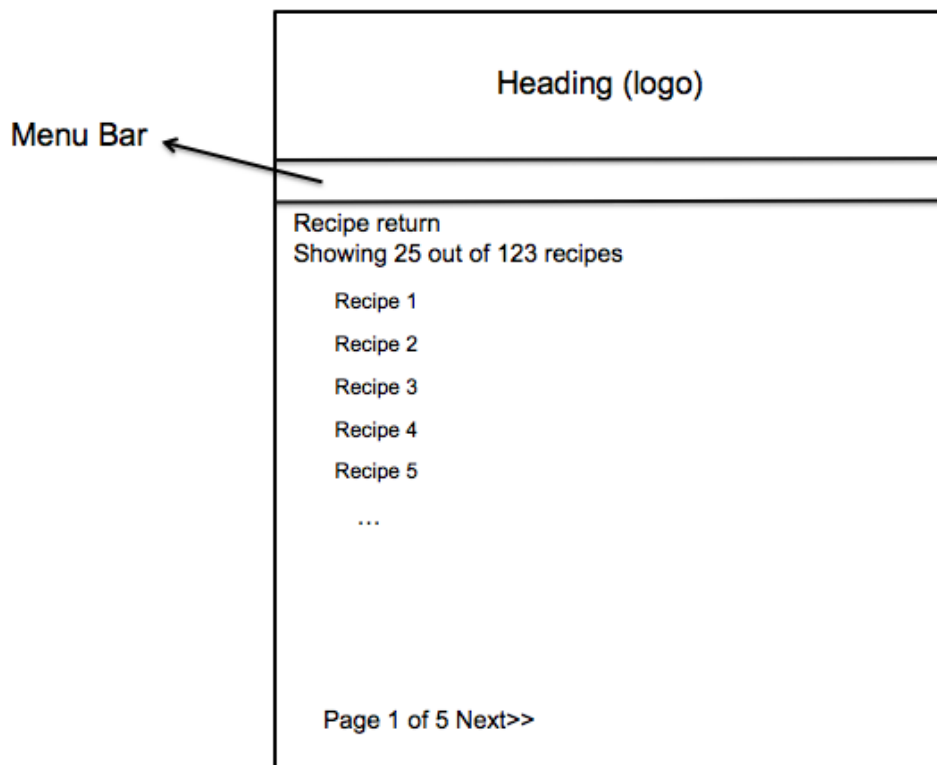 Heading (logo)
Menu Bar
Recipe return
Showing 25 out of 123 recipes
Recipe 1
Recipe 2
Recipe 3
Recipe 4
Recipe 5
...
Page 1 of 5 Next>>